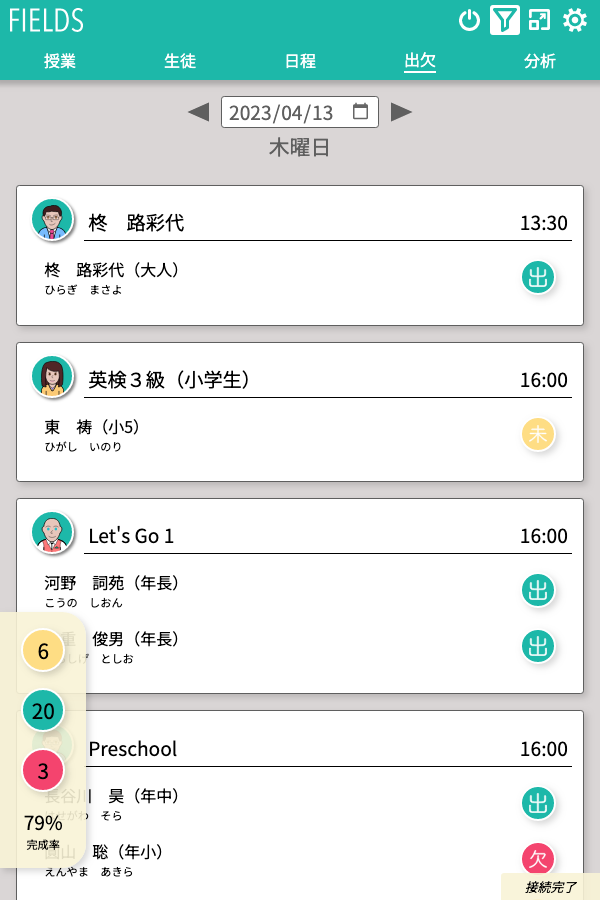 FIELDS
授業 生徒 日程 出欠 分析
2023/04/13
木曜日
柊　路彩代 13:30
柊　路彩代（大人） 出
ひらぎ　まさよ
英検３級（小学生） 16:00
東　祷（小5） 未
ひがし　いのり
Let's Go 1 16:00
河野　詞苑（年長） 出
こうの　しおん
重　俊男（年長） 出
しげ　としお
6
20
3
79%
完成率
Preschool 16:00
長谷川　昊（年中） 出
はせがわ　そら
圓山　聡（年小） 欠
えんやま　あきら
接続完了